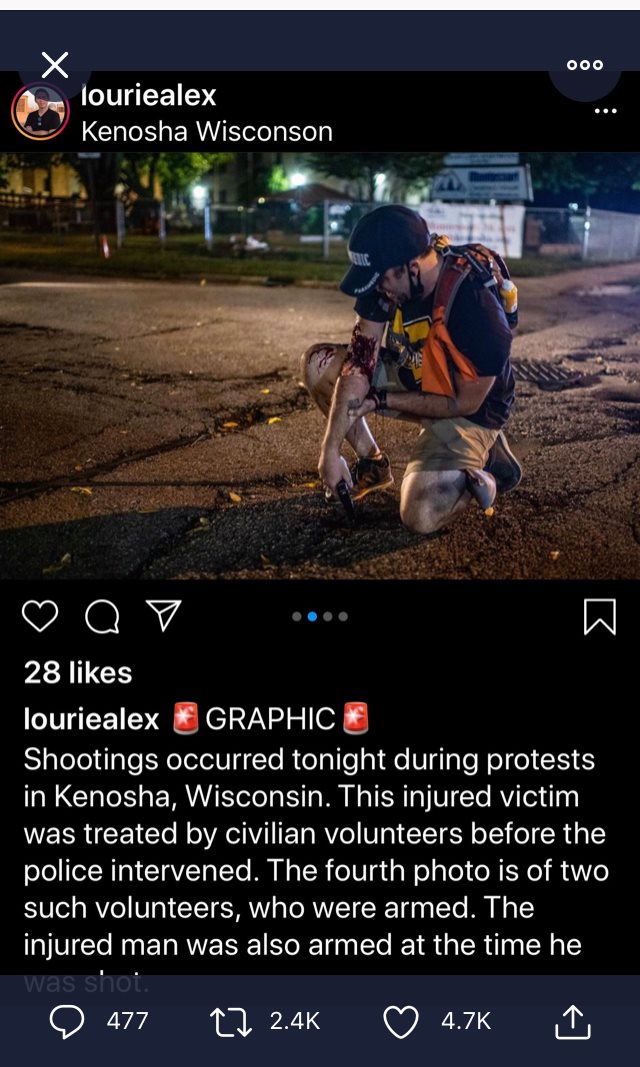 louriealex
Kenosha Wisconson
28 likes
louriealex 🚨GRAPHIC🚨
Shootings occurred tonight during protests
in Kenosha, Wisconsin. This injured victim
was treated by civilian volunteers before the
police intervened. The fourth photo is of two
such volunteers, who were armed. The
injured man was also armed at the time he
was shot.
477 2.4K 4.7K